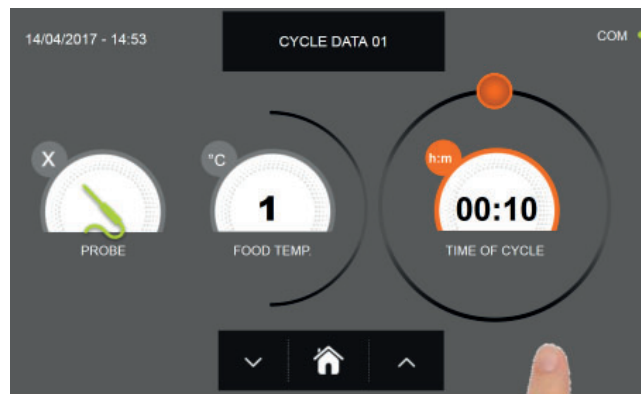 14/04/2017 - 14:53
CYCLE DATA 01
COM
X
°C
h:m
1
00:10
PROBE
FOOD TEMP.
TIME OF CYCLE